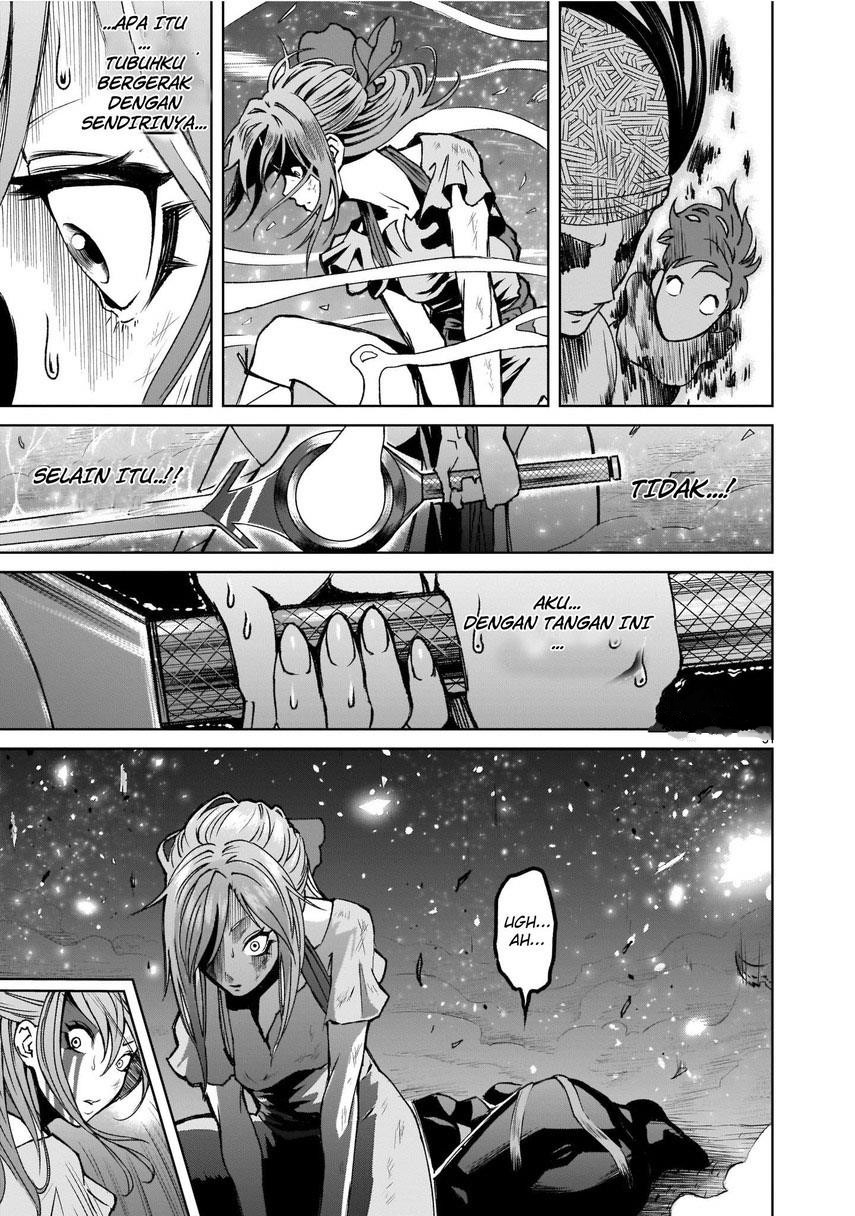 ...APA ITU
...
TUBUHKU
BERGERAK
DENGAN
SENDIRINYA...
TIDAK...!
SELAIN ITU..!!
AKU...
DENGAN TANGAN INI
...
UGH...
AH...